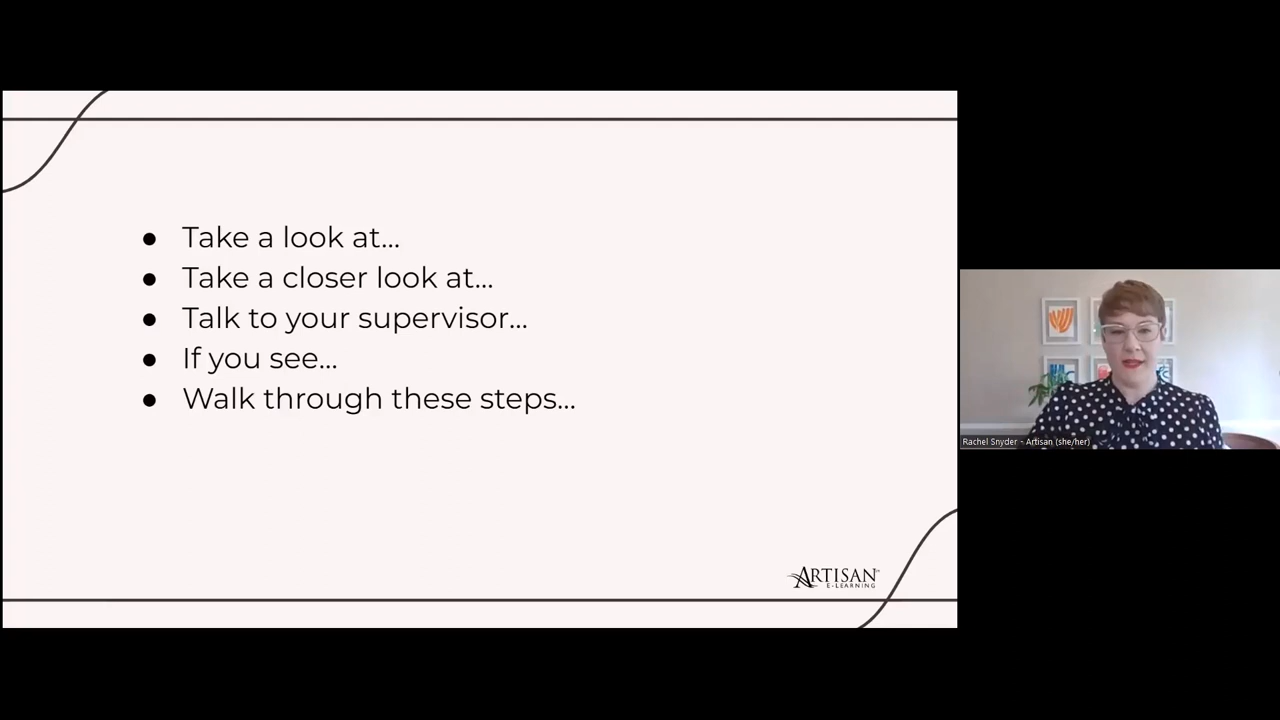 ● Take a look at...
● Take a closer look at...
● Talk to your supervisor...
● If you see...
● Walk through these steps...
ARTISAN
E-LEARNING
Rachel Snyder - Artisan (she/her)